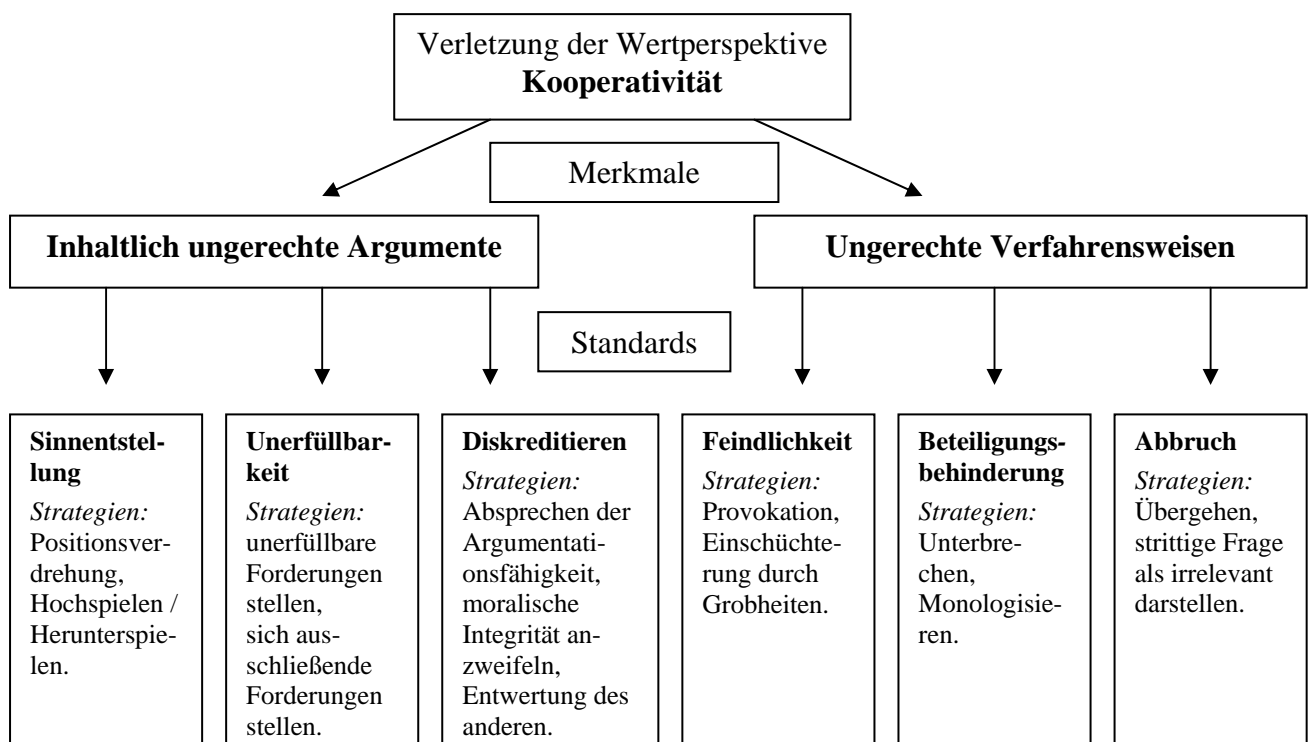 Verletzung der Wertperspektive
Kooperativität
Merkmale
Inhaltlich ungerechte Argumente
Ungerechte Verfahrensweisen
Standards
Sinnentstel-
lung
Strategien:
Positionsver-
drehung,
Hochspielen /
Herunterspie-
len.
Unerfüllbar-
keit
Strategien:
unerfüllbare
Forderungen
stellen,
sich aus-
schließende
Forderungen
stellen.
Diskreditieren
Strategien:
Absprechen der
Argumentati-
onsfähigkeit,
moralische
Integrität an-
zweifeln,
Entwertung des
anderen.
Feindlichkeit
Strategien:
Provokation,
Einschüchte-
rung durch
Grobheiten.
Beteiligungs-
behinderung
Strategien:
Unterbre-
chen,
Monologisie-
ren.
Abbruch
Strategien:
Übergehen,
strittige Frage
als irrelevant
darstellen.